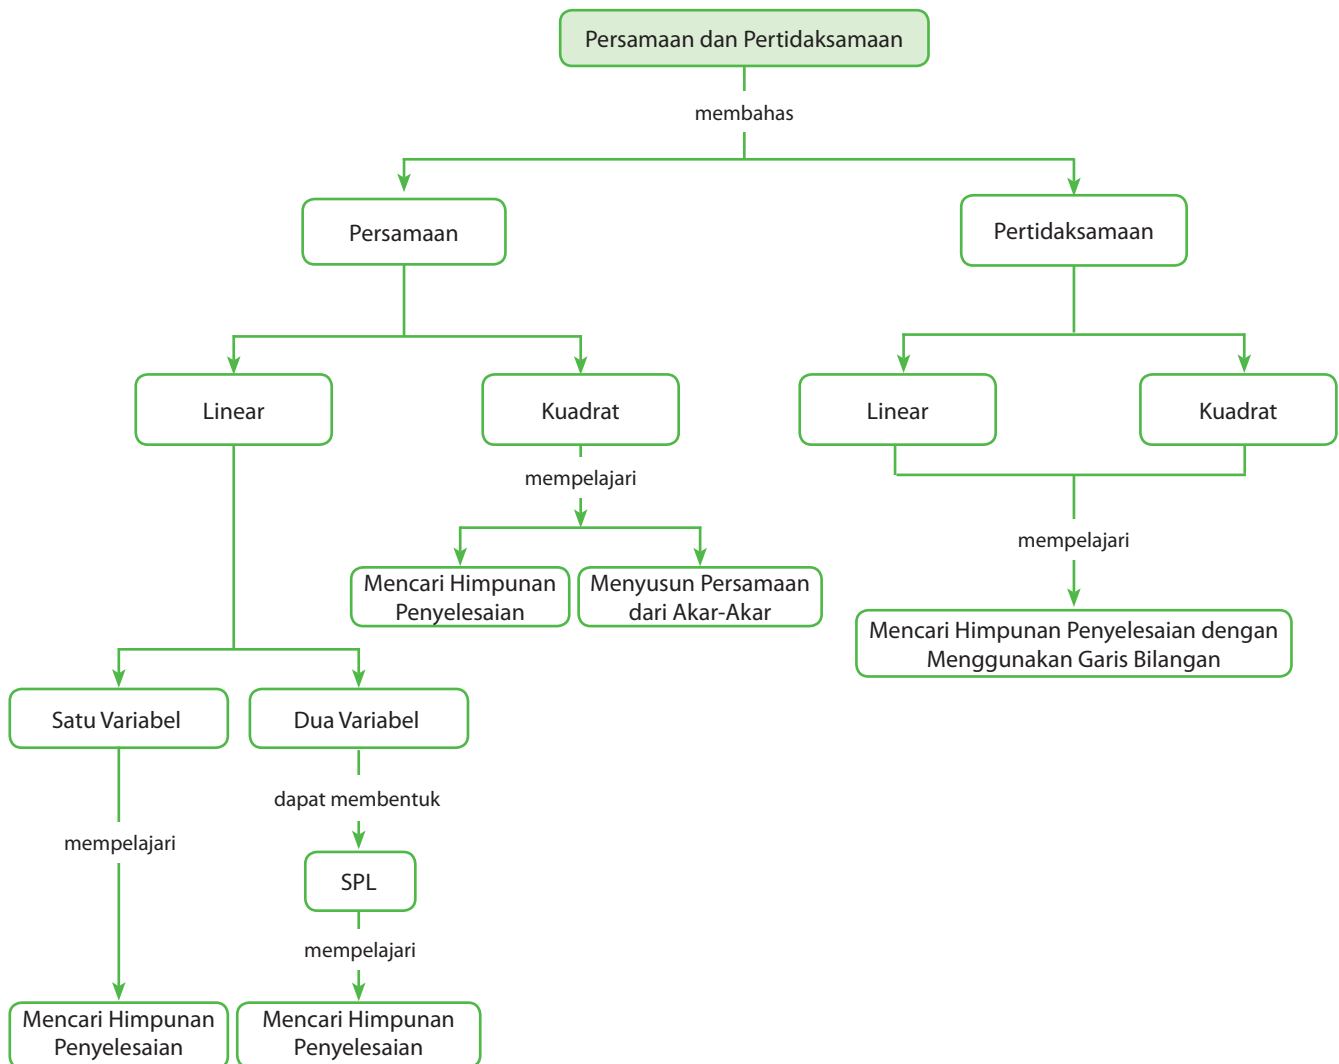 Persamaan dan Pertidaksamaan
membahas
Persamaan
Pertidaksamaan
Linear
Kuadrat
Linear
Kuadrat
mempelajari
mempelajari
Mencari Himpunan
Penyelesaian
Menyusun Persamaan
dari Akar-Akar
Mencari Himpunan Penyelesaian dengan
Menggunakan Garis Bilangan
Satu Variabel
Dua Variabel
dapat membentuk
mempelajari
SPL
mempelajari
Mencari Himpunan
Penyelesaian
Mencari Himpunan
Penyelesaian